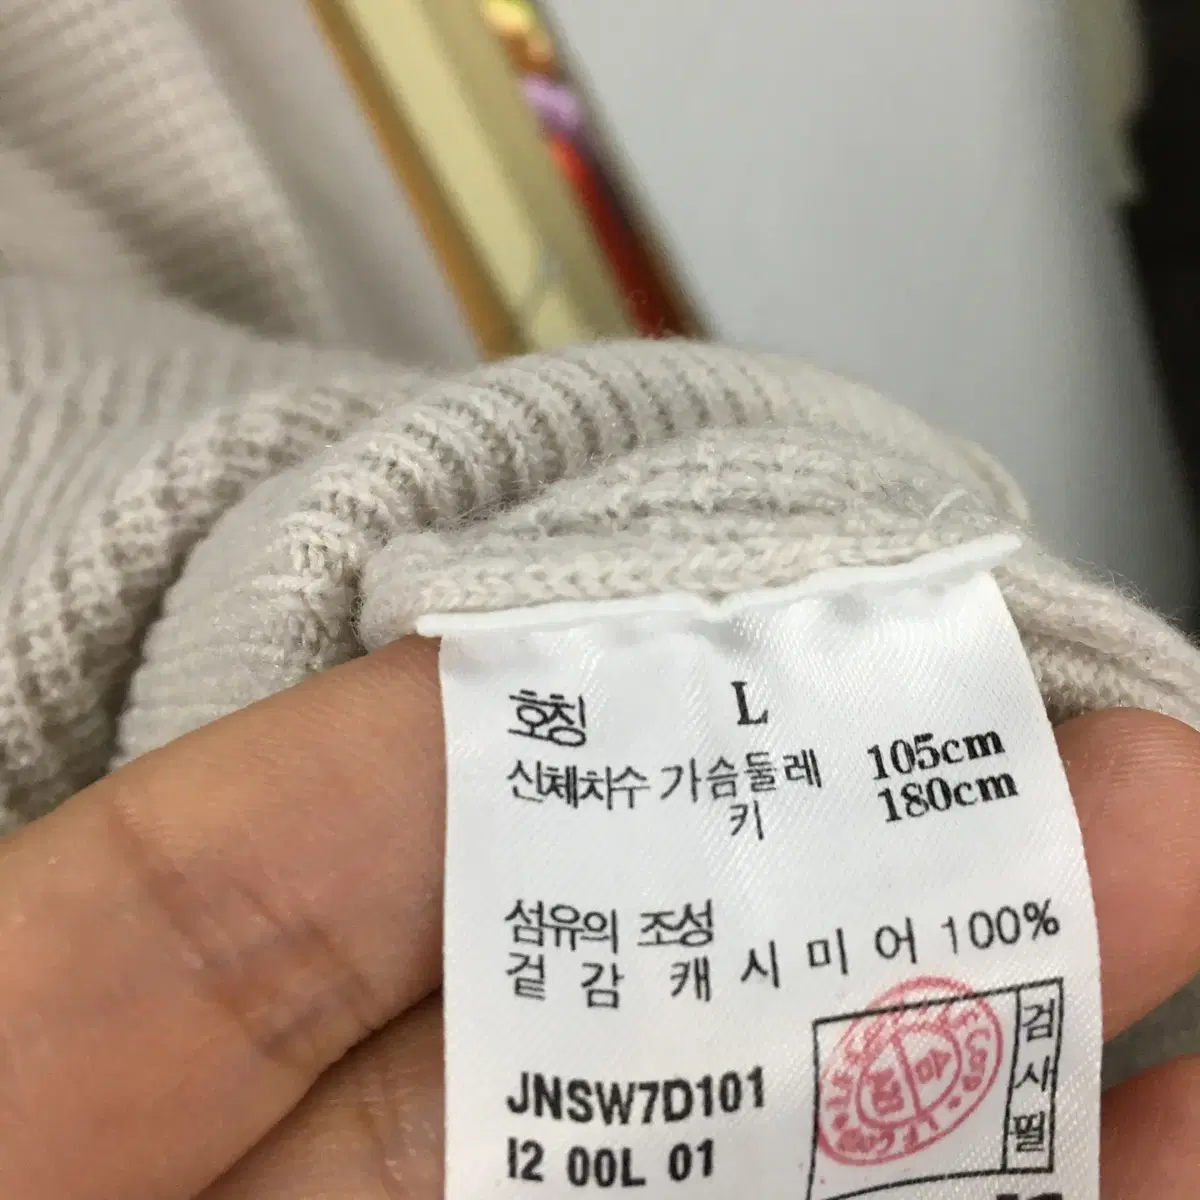 호칭 L
신체치수 가슴둘레 105cm
키 180cm
섬유의 조성
겉감 캐시미어 100%
JNSW7D101
I2 00L 01
검사필